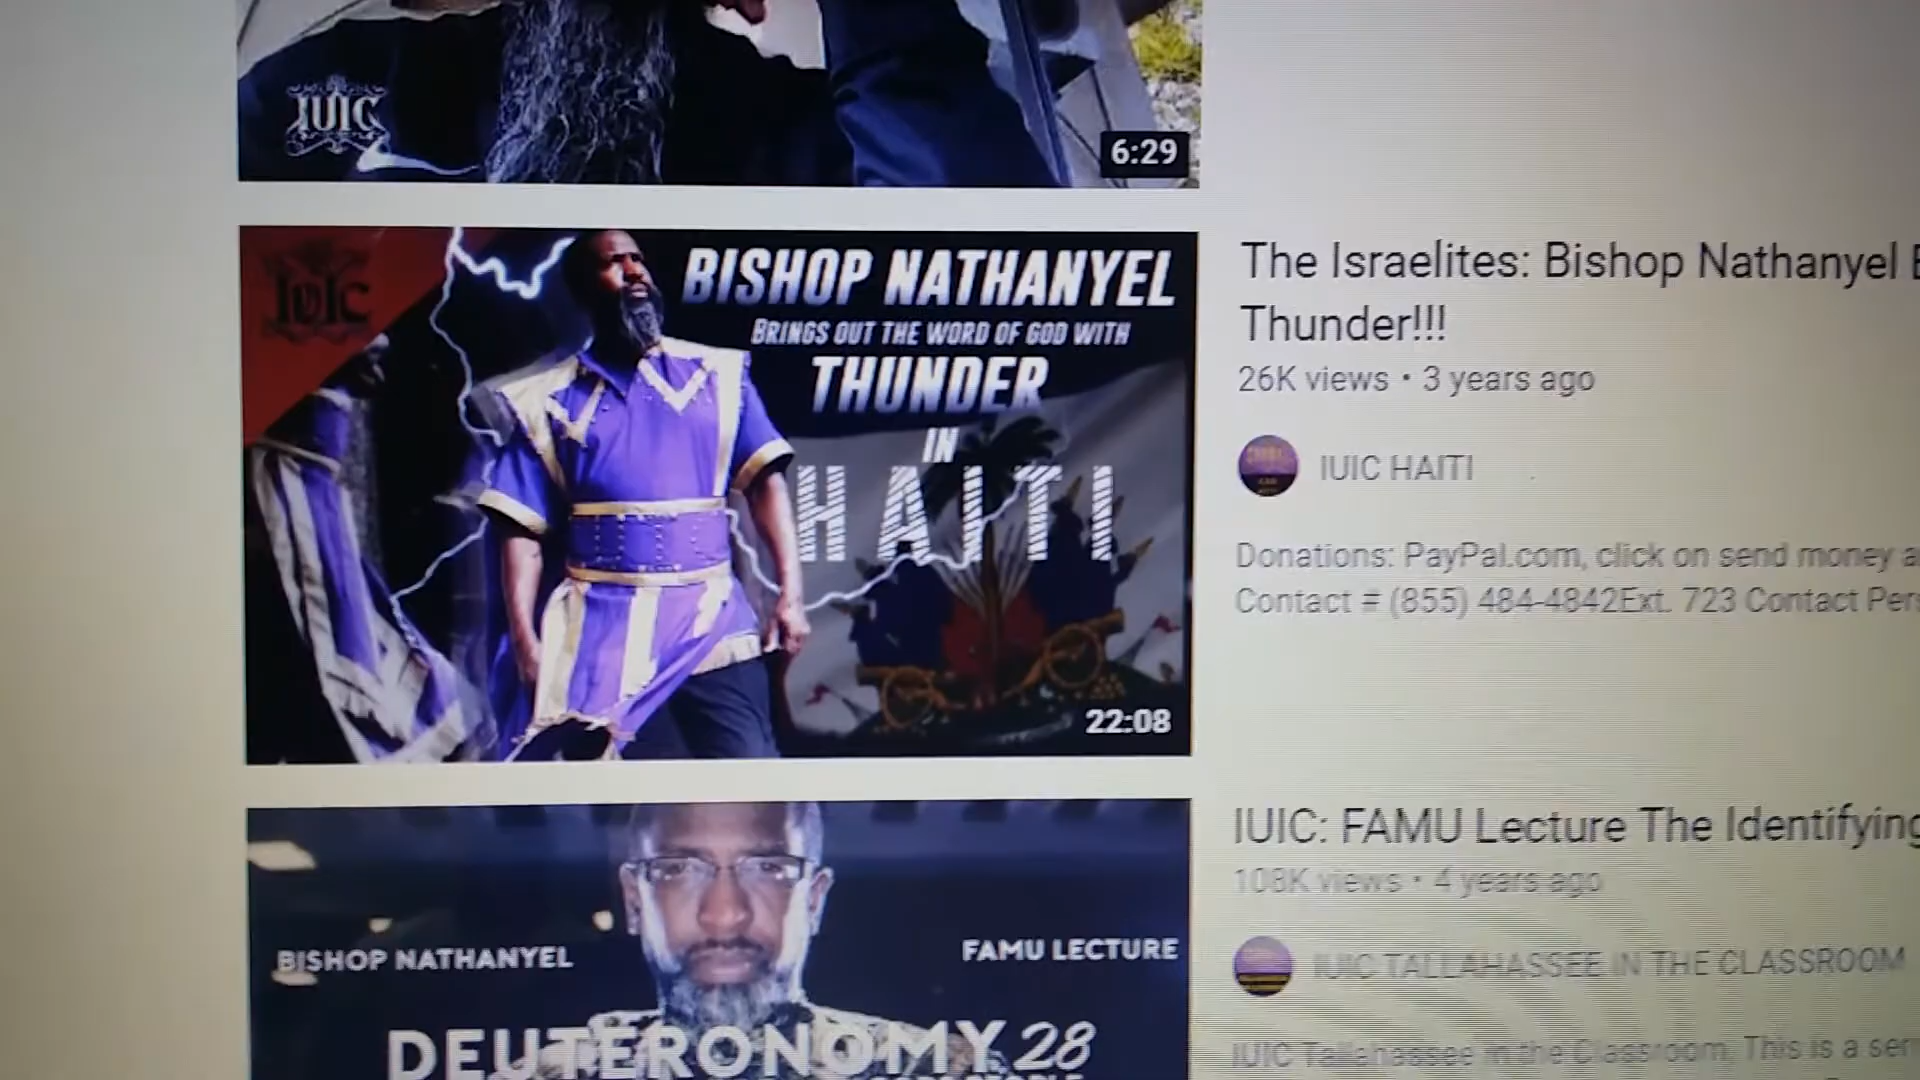 IUIC
6:29
IUIC
BISHOP NATHANYEL
BRINGS OUT THE WORD OF GOD WITH
THUNDER
IN
HAITI
22:08
The Israelites: Bishop Nathanyel
Thunder!!!
26K views • 3 years ago
IUIC HAITI
Donations: PayPal.com, click on send money
Contact # (855) 484-4842Ext. 723 Contact
BISHOP NATHANYEL
FAMU LECTURE
DEUTERONOMY 28
IUIC: FAMU Lecture The Identifying
108K views • 4 years ago
IUIC TALLAHASSEE IN THE CLASSROOM
IUIC Tallahassee in the Classroom. This is a